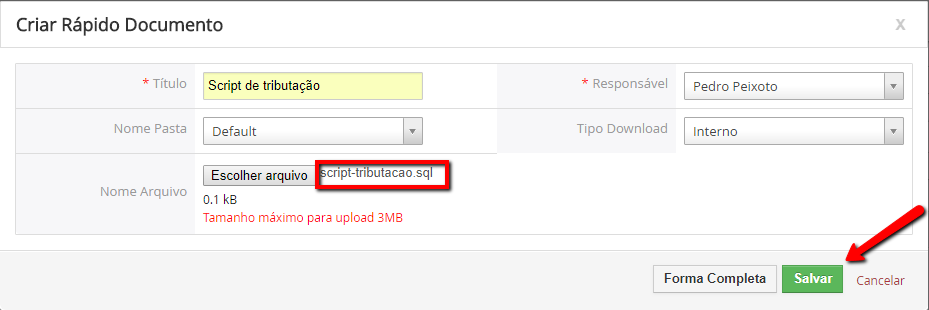 Criar Rápido Documento x
* Título Script de tributação * Responsável Pedro Peixoto
Nome Pasta Default Tipo Download Interno
Nome Arquivo Escolher arquivo script-tributacao.sql
0.1 kB
Tamanho máximo para upload 3MB
Forma Completa Salvar Cancelar